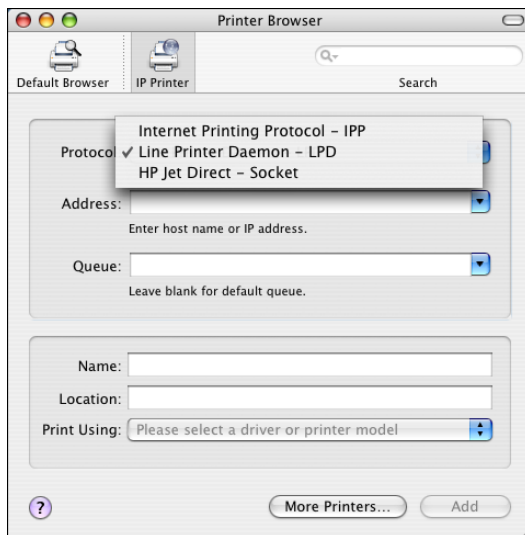 Printer Browser
Default Browser
IP Printer
Search
Internet Printing Protocol – IPP
Protocol ✓ Line Printer Daemon – LPD
HP Jet Direct – Socket
Address:
Enter host name or IP address.
Queue:
Leave blank for default queue.
Name:
Location:
Print Using: Please select a driver or printer model
? More Printers... Add